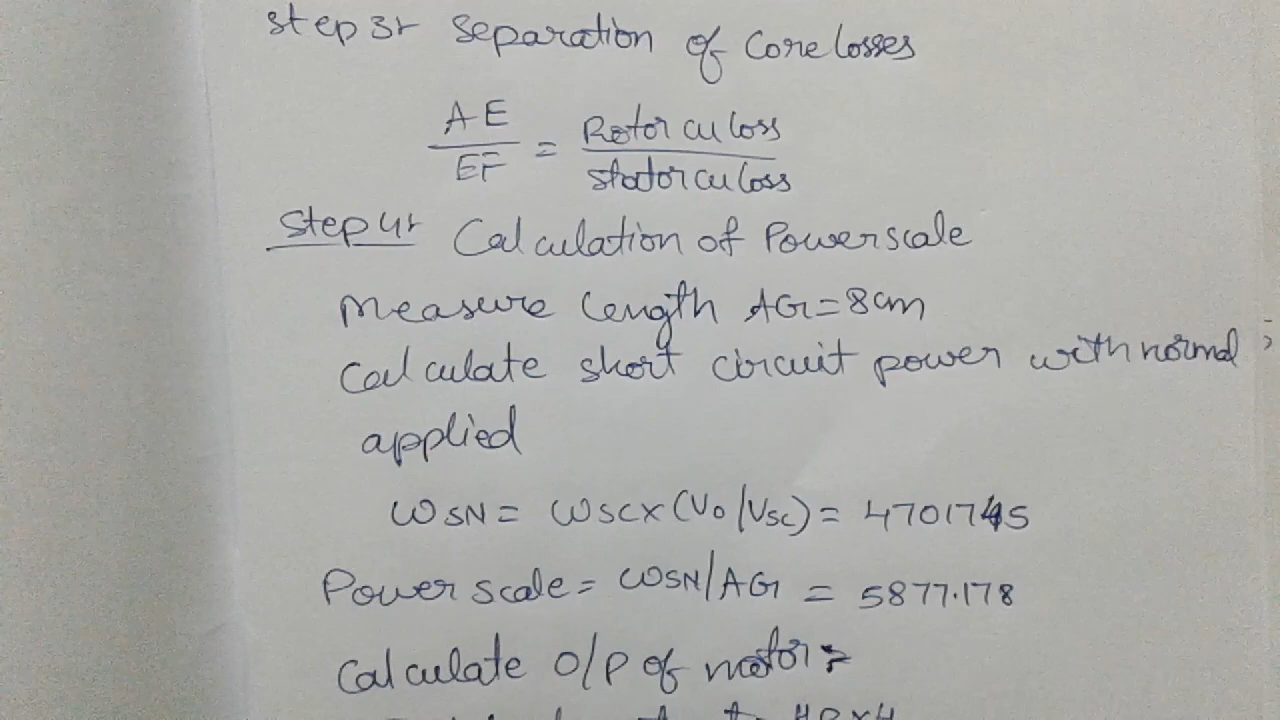 Step 3:- Separation of Core losses
AE/EF = Rotor cu loss/Stator cu loss
Step 4:- Calculation of Power scale
Measure length AG = 8cm
Calculate short circuit power with normal
applied
WSN = WSC x (V0/VSC) = 4701745
Power scale = WSN/AG = 5877.178
Calculate O/P of motor :-